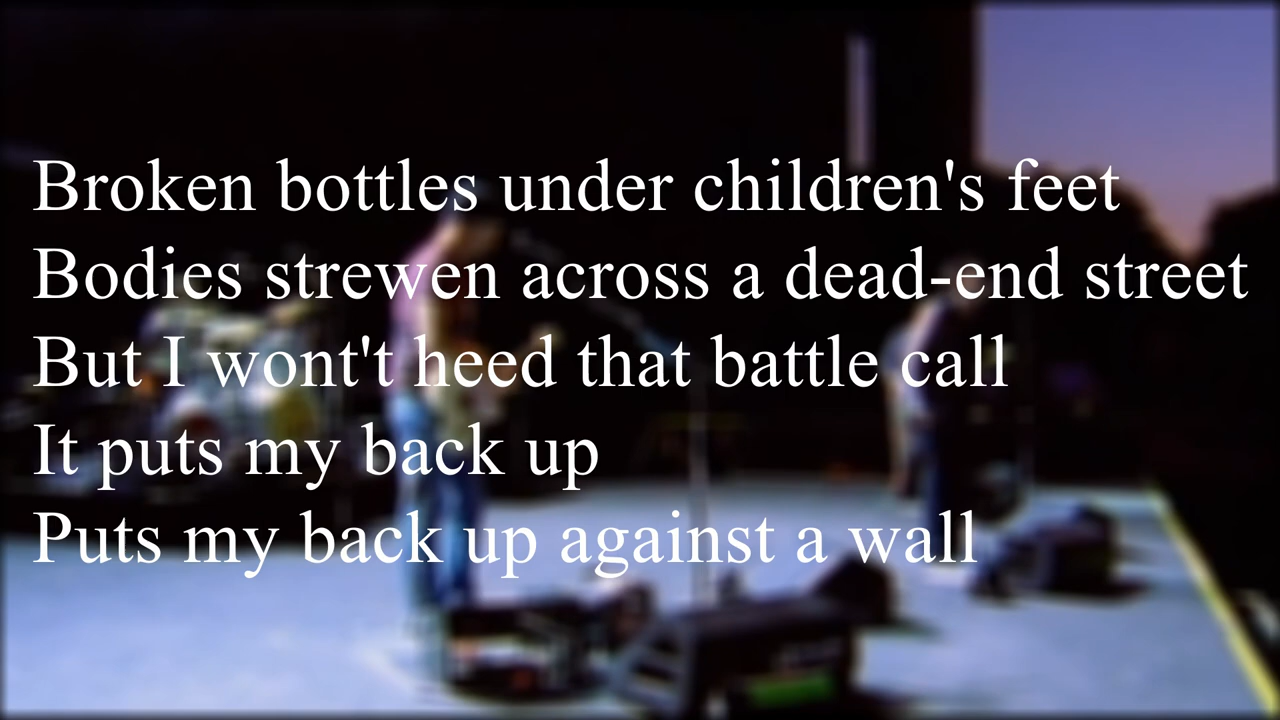 Broken bottles under children's feet
Bodies strewen across a dead-end street
But I wont't heed that battle call
It puts my back up
Puts my back up against a wall